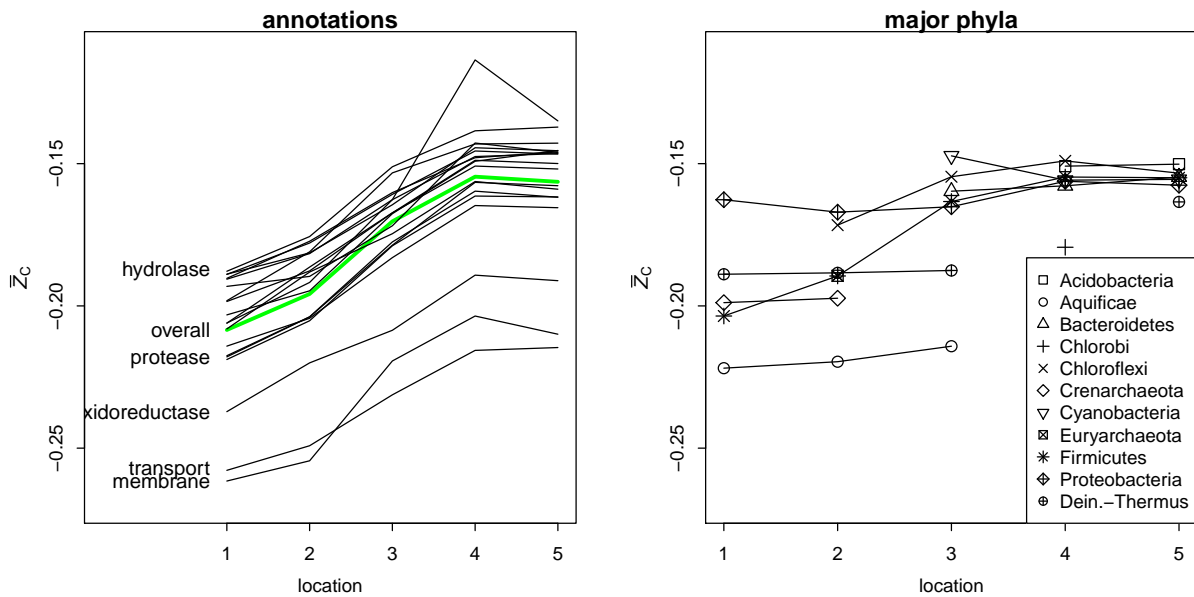 annotations
−0.15
−0.20
−0.25
Z̅C
hydrolase
overall
protease
xidoreductase
transport
membrane
1 2 3 4 5
location
major phyla
−0.15
−0.20
−0.25
Z̅C
Acidobacteria
Aquificae
Bacteroidetes
Chlorobi
Chloroflexi
Crenarchaeota
Cyanobacteria
Euryarchaeota
Firmicutes
Proteobacteria
Dein.−Thermus
1 2 3 4 5
location